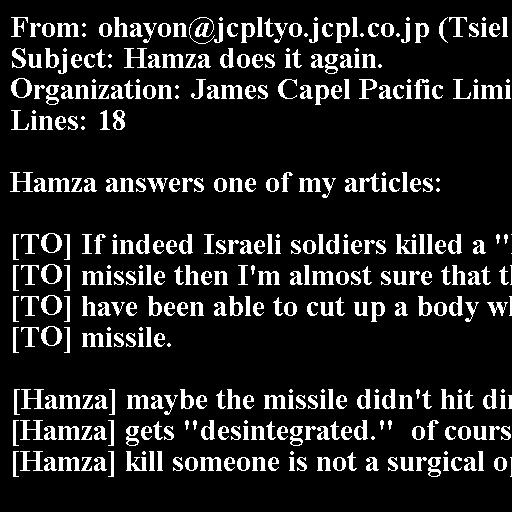 From: ohayon@jcpltyo.jcpl.co.jp (Tsiel
Subject: Hamza does it again.
Organization: James Capel Pacific Limi
Lines: 18
Hamza answers one of my articles:
[TO] If indeed Israeli soldiers killed a "
[TO] missile then I'm almost sure that t
[TO] have been able to cut up a body w
[TO] missile.
[Hamza] maybe the missile didn't hit di
[Hamza] gets "desintegrated."  of cours
[Hamza] kill someone is not a surgical o